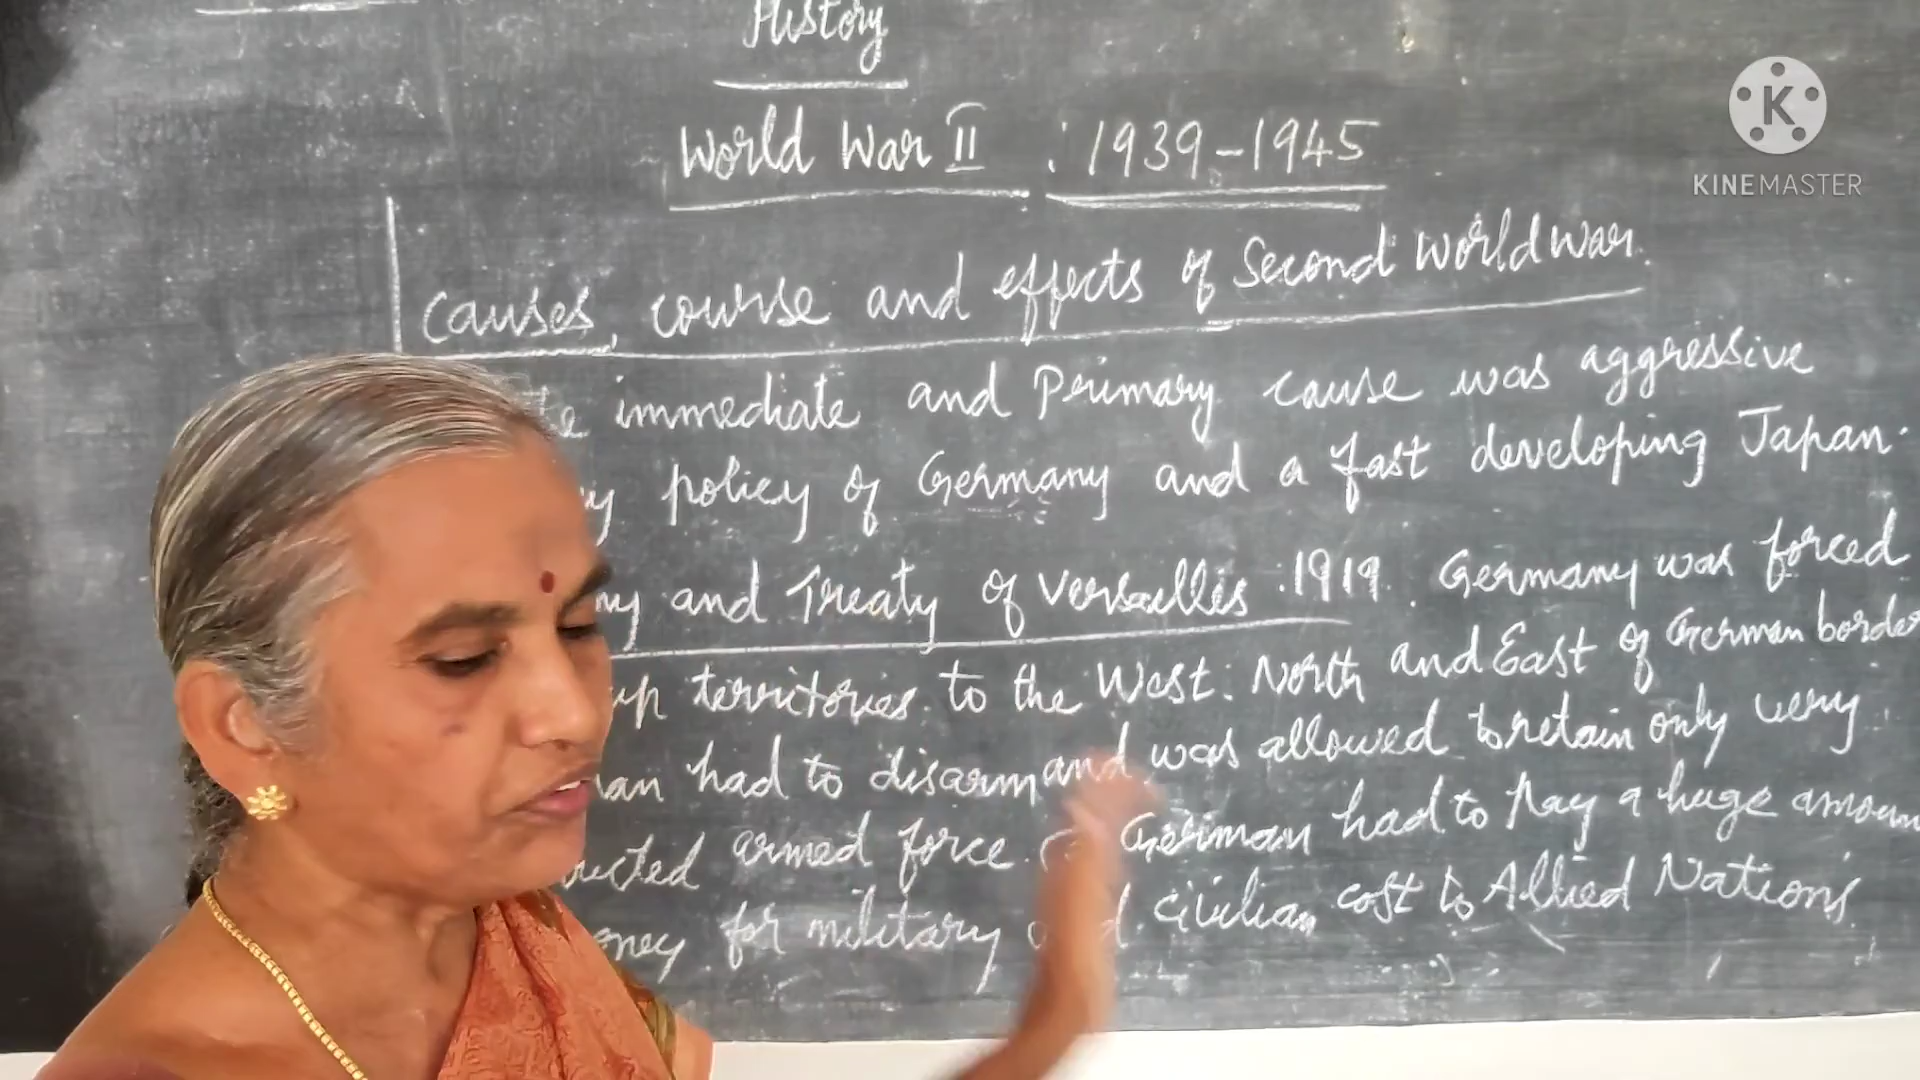 History
World War II : 1939-1945
KINEMASTER
causes, course and effects of Second World war.
immediate and Primary cause was aggressive
policy of Germany and a fast developing Japan.
and Treaty of Versailles :1919. Germany was forced
up territories to the West. North and East of German border
had to disarm and was allowed to retain only very
armed force. German had to pay a huge amoun
for military and civilian cost to Allied Nations.